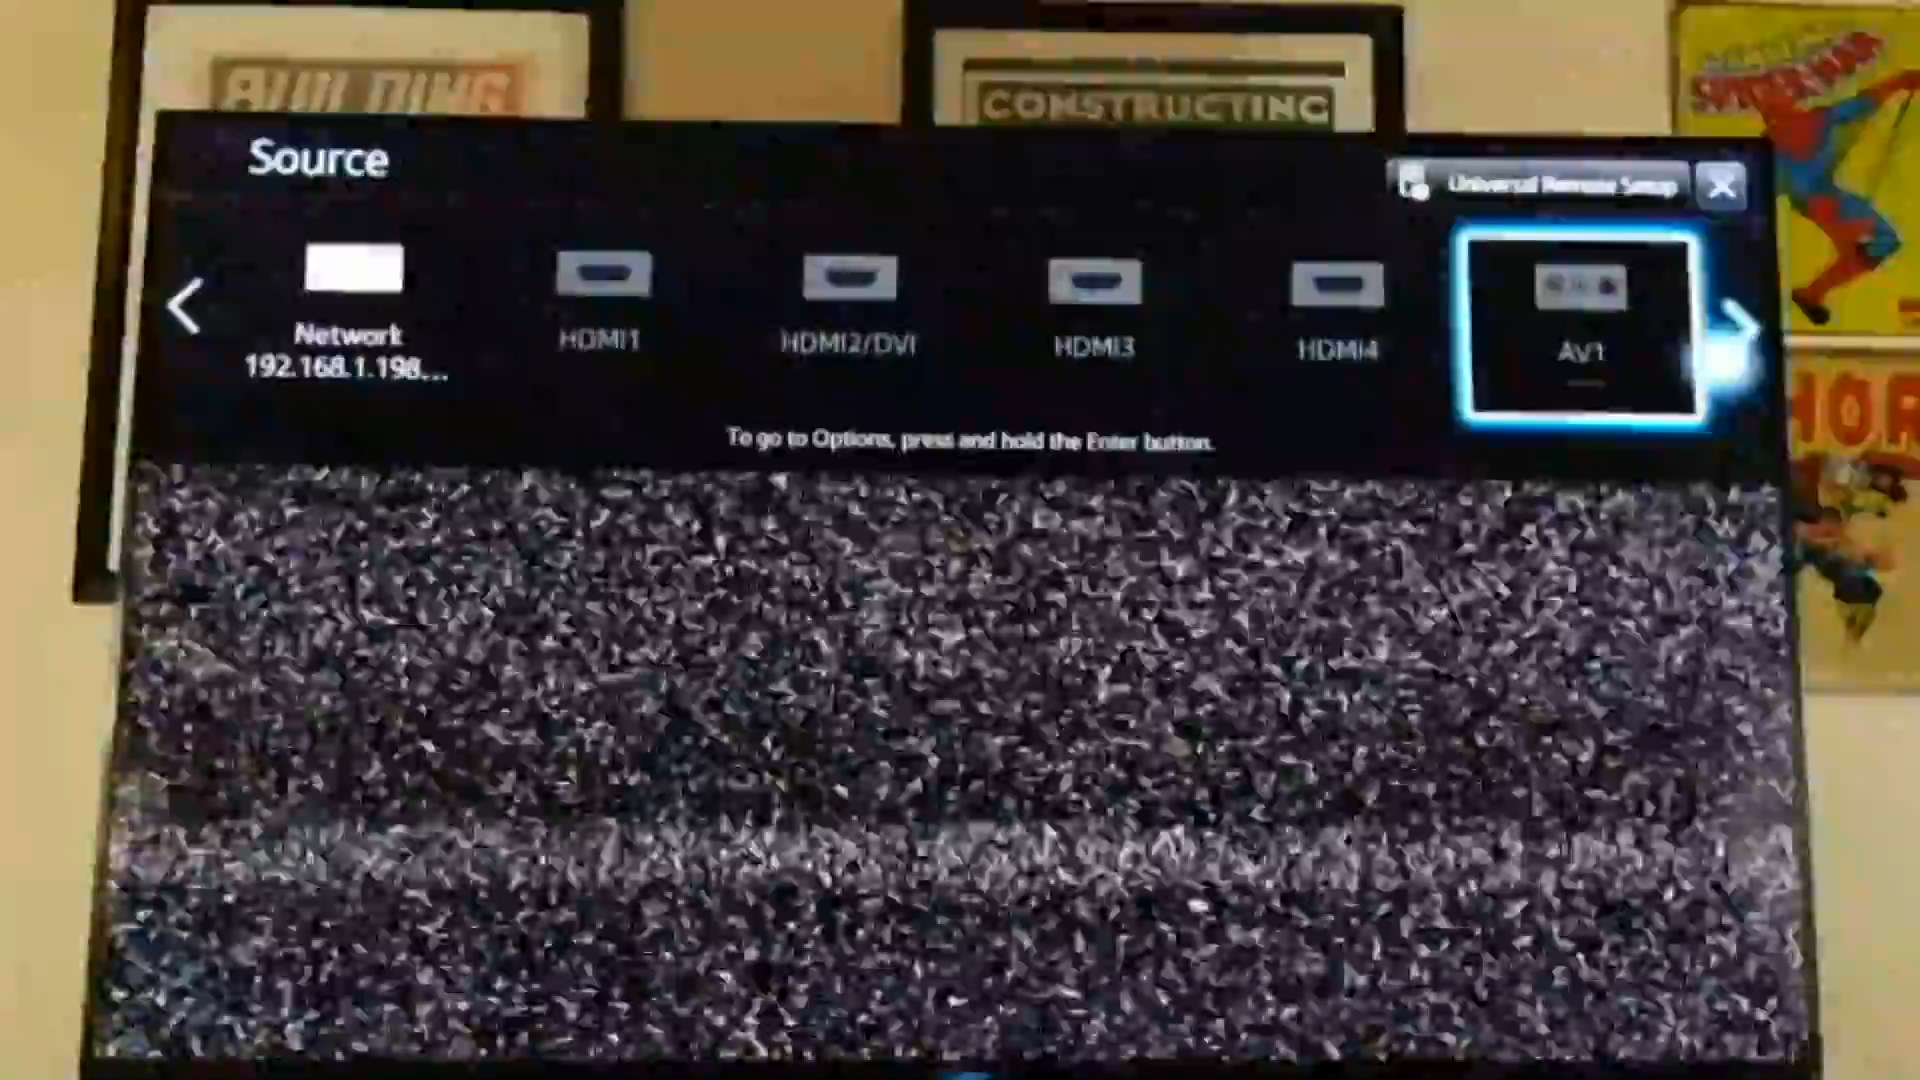 BUILDING
CONSTRUCTING
Source
Universal Remote Setup
Network
192.168.1.198...
HDMI1
HDMI2/DVI
HDMI3
HDMI4
AV1
To go to Options, press and hold the Enter button.